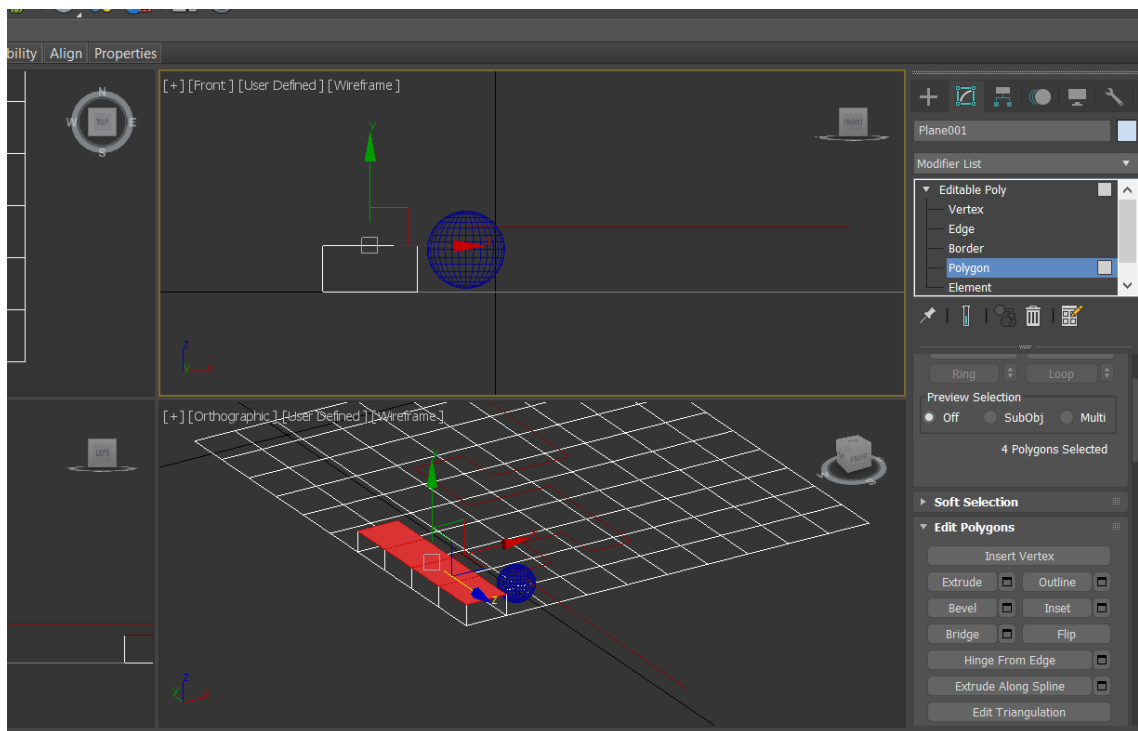 bility Align Properties
[+] [Front ] [User Defined ] [Wireframe ]
N
W TOP E
S
FRONT
y
x
z
y x
Plane001
Modifier List
Editable Poly
Vertex
Edge
Border
Polygon
Element
Ring Loop
Preview Selection
Off SubObj Multi
4 Polygons Selected
Soft Selection
Edit Polygons
Insert Vertex
Extrude Outline
Bevel Inset
Bridge Flip
Hinge From Edge
Extrude Along Spline
Edit Triangulation
[+] [Orthographic ] [User Defined ] [Wireframe ]
LEFT
FRONT
S
z
z
y x